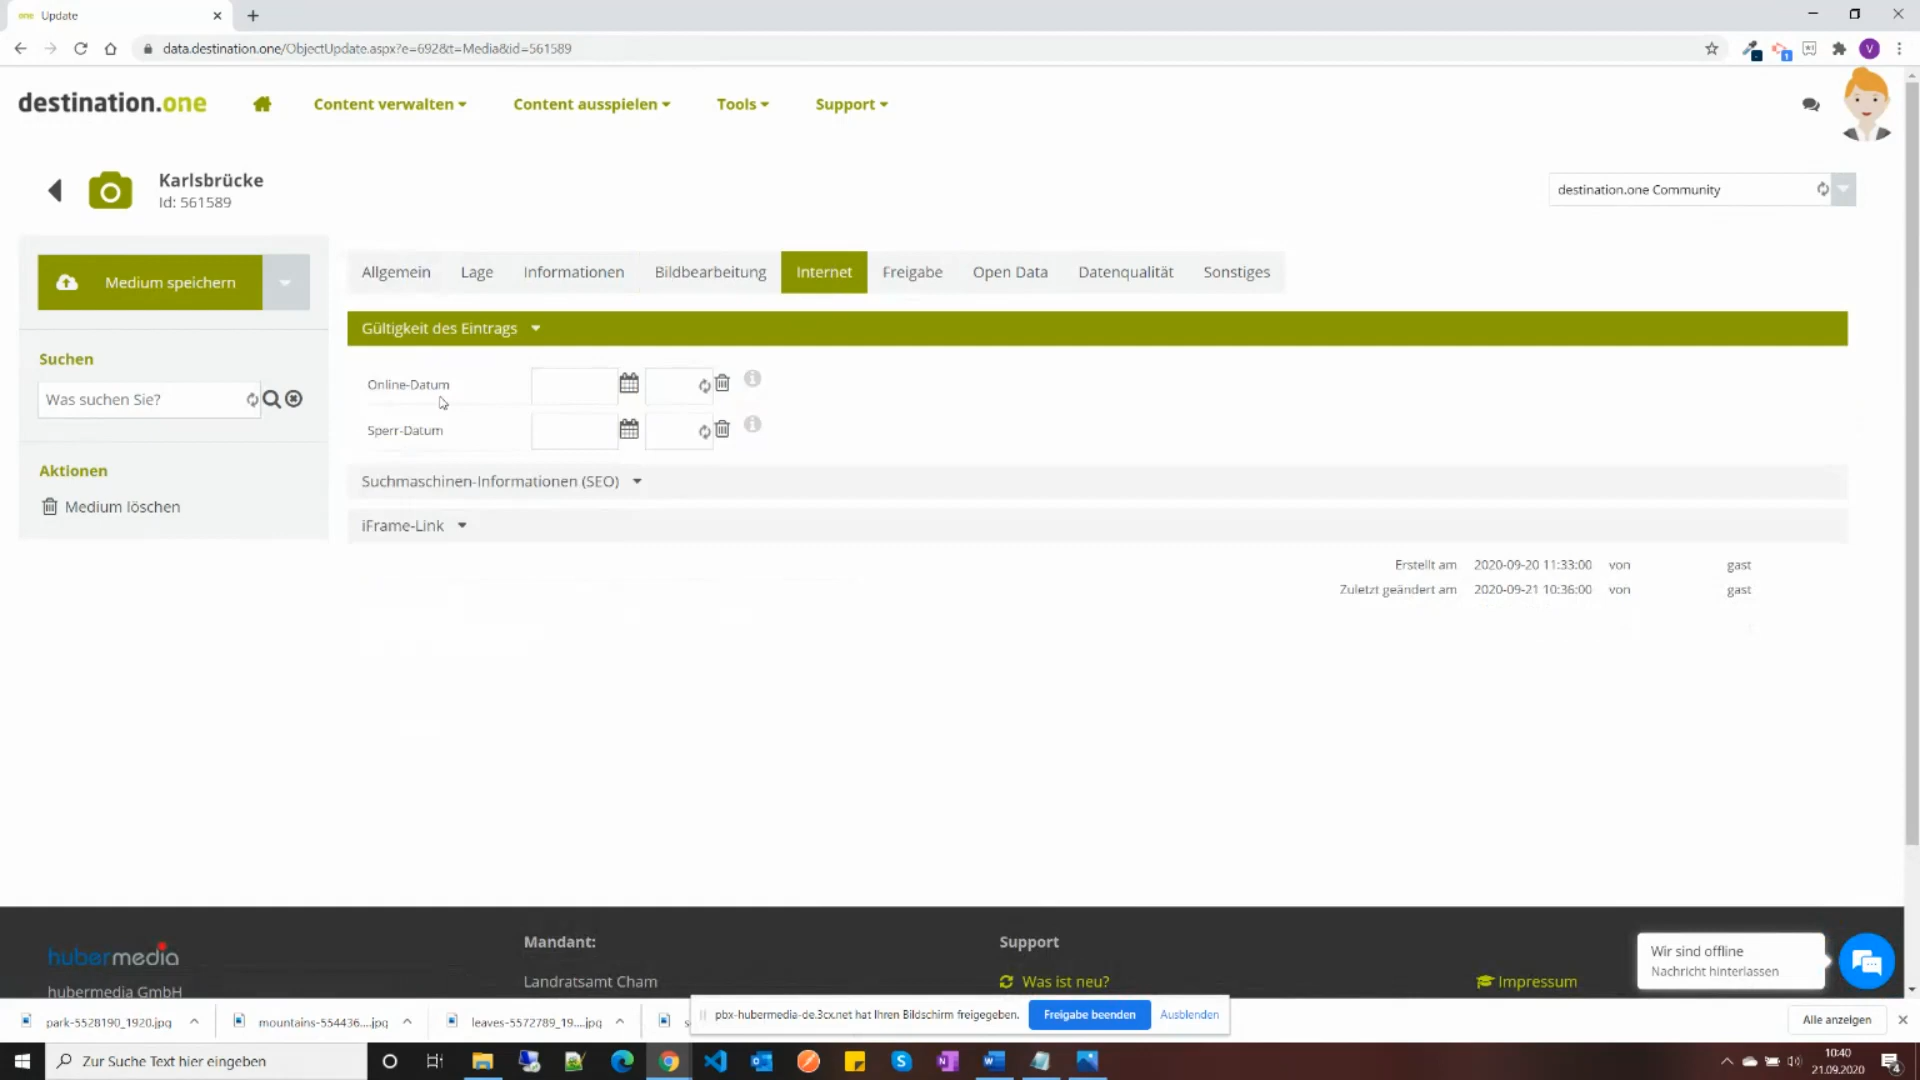 one Update
data.destination.one/ObjectUpdate.aspx?e=692&t=Media&id=561589
destination.one
Content verwalten
Content ausspielen
Tools
Support
Karlsbrücke
Id: 561589
destination.one Community
Medium speichern
Allgemein
Lage
Informationen
Bildbearbeitung
Internet
Freigabe
Open Data
Datenqualität
Sonstiges
Gültigkeit des Eintrags
Suchen
Was suchen Sie?
Online-Datum
Sperr-Datum
Aktionen
Medium löschen
Suchmaschinen-Informationen (SEO)
iFrame-Link
Erstellt am 2020-09-20 11:33:00 von gast
Zuletzt geändert am 2020-09-21 10:36:00 von gast
hubermedia
hubermedia GmbH
Mandant:
Landratsamt Cham
Support
Was ist neu?
Impressum
Wir sind offline
Nachricht hinterlassen
park-5528190_1920.jpg
mountains-554436....jpg
leaves-5572789_19....jpg
pbx-hubermedia-de.3cx.net hat Ihren Bildschirm freigegeben.
Freigabe beenden
Ausblenden
Alle anzeigen
Zur Suche Text hier eingeben
10:40
21.09.2020